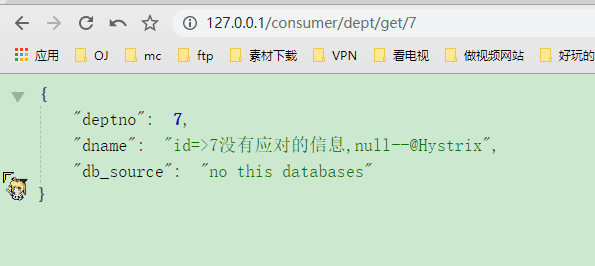 127.0.0.1/consumer/dept/get/7
应用 OJ mc ftp 素材下载 VPN 看电视 做视频网站 好玩的
{
"deptno": 7,
"dname": "id=>7没有应对的信息,null--@Hystrix",
"db_source": "no this databases"
}